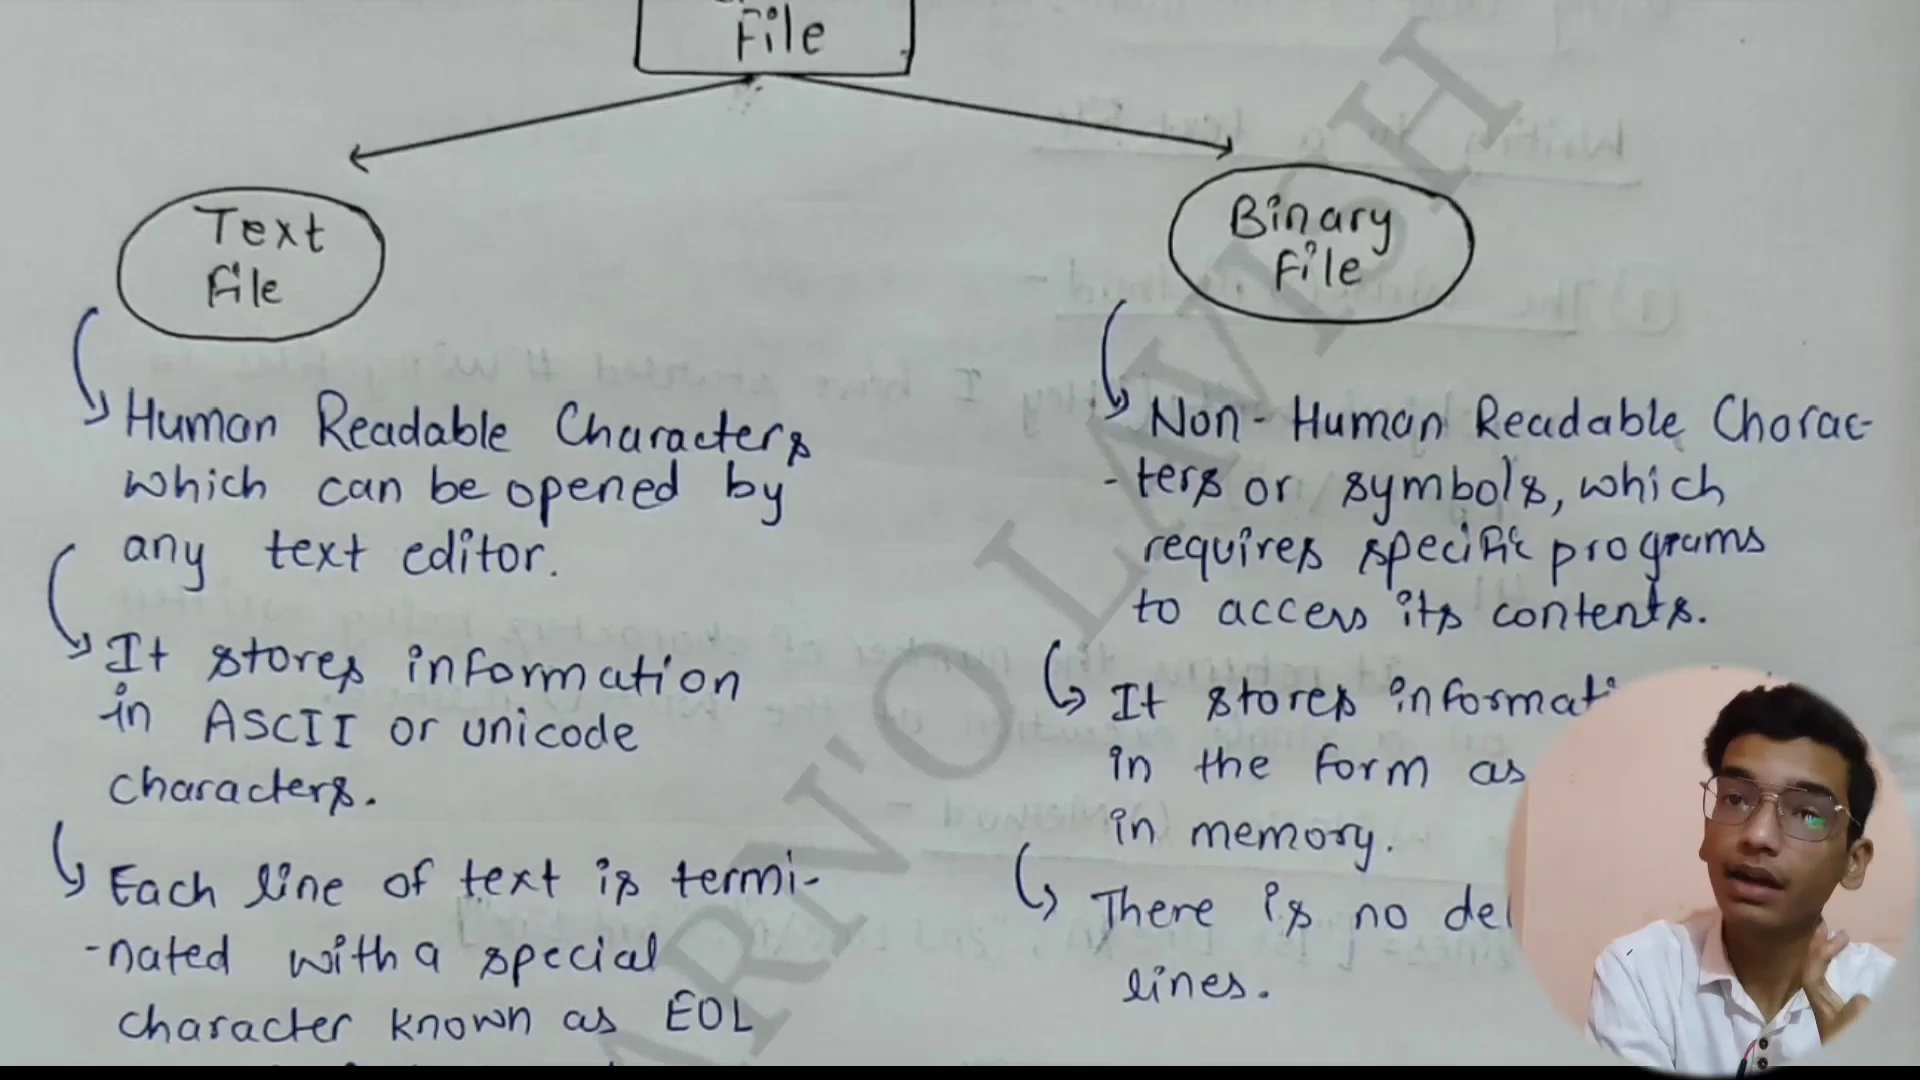 File
Text
File
Human Readable Characters
which can be opened by
any text editor.
It stores information
in ASCII or unicode
characters.
Each line of text is termi-
-nated with a special
character known as EOL
Binary
File
Non-Human Readable Charac-
-ters or symbols, which
requires specific programs
to access its contents.
It stores
in the form as
in memory.
There is no
lines.
LAVISH